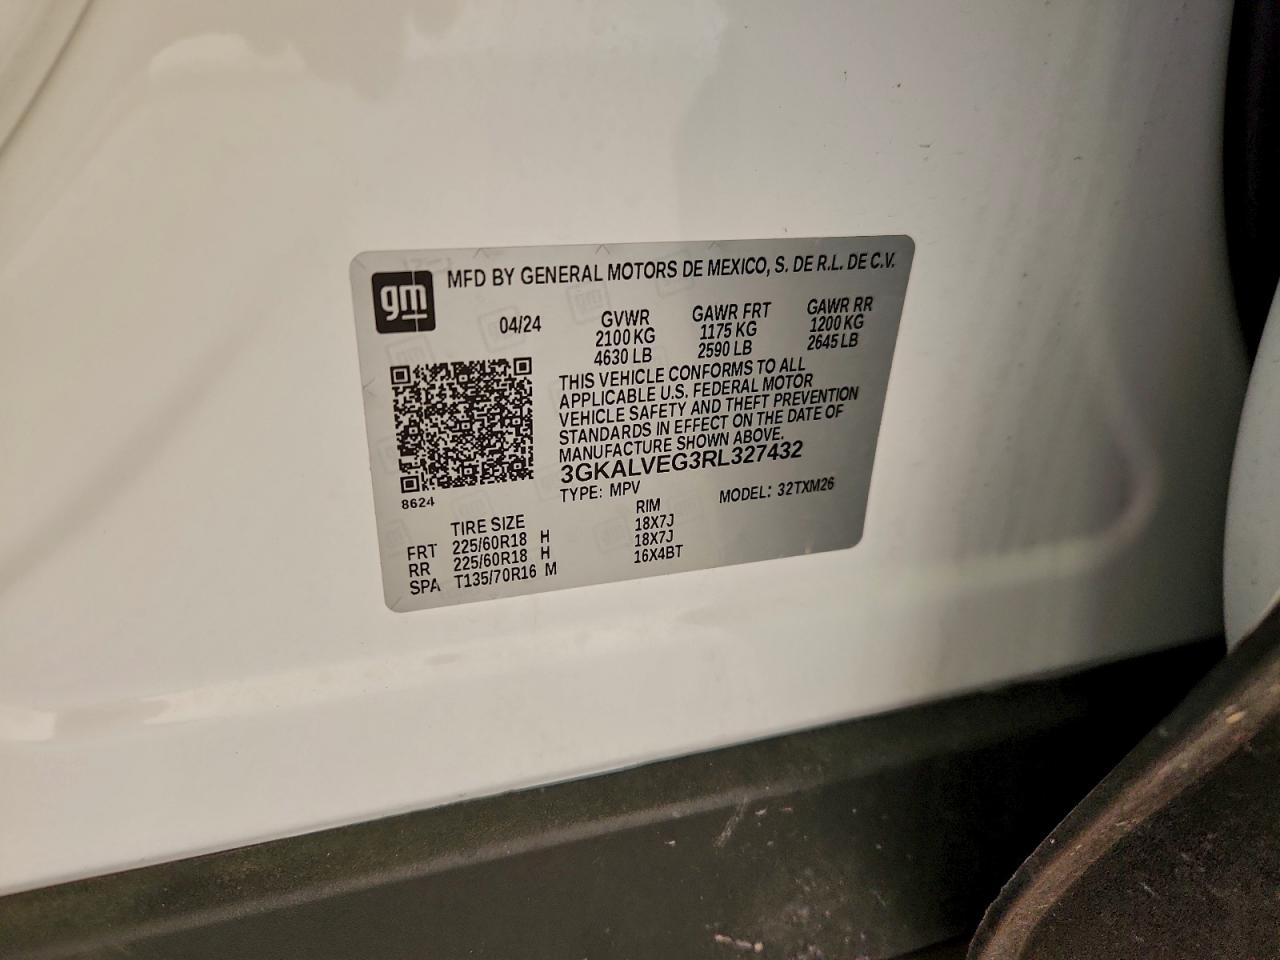 gm MFD BY GENERAL MOTORS DE MEXICO, S. DE R.L. DE C.V.
04/24 GVWR GAWR FRT GAWR RR
2100 KG 1175 KG 1200 KG
4630 LB 2590 LB 2645 LB
THIS VEHICLE CONFORMS TO ALL
APPLICABLE U.S. FEDERAL MOTOR
VEHICLE SAFETY AND THEFT PREVENTION
STANDARDS IN EFFECT ON THE DATE OF
MANUFACTURE SHOWN ABOVE.
3GKALVEG3RL327432
8624 TYPE: MPV MODEL: 32TXM26
TIRE SIZE RIM
FRT 225/60R18 H 18X7J
RR 225/60R18 H 18X7J
SPA T135/70R16 M 16X4BT